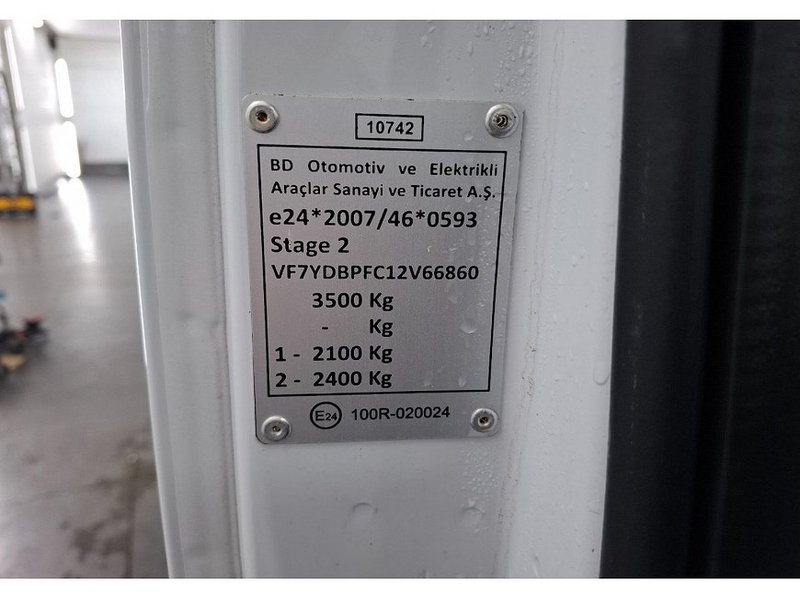 10742
BD Otomotiv ve Elektrikli
Araçlar Sanayi ve Ticaret A.Ş.
e24*2007/46*0593
Stage 2
VF7YDBPFC12V66860
3500 Kg
- Kg
1 - 2100 Kg
2 - 2400 Kg
E24 100R-020024